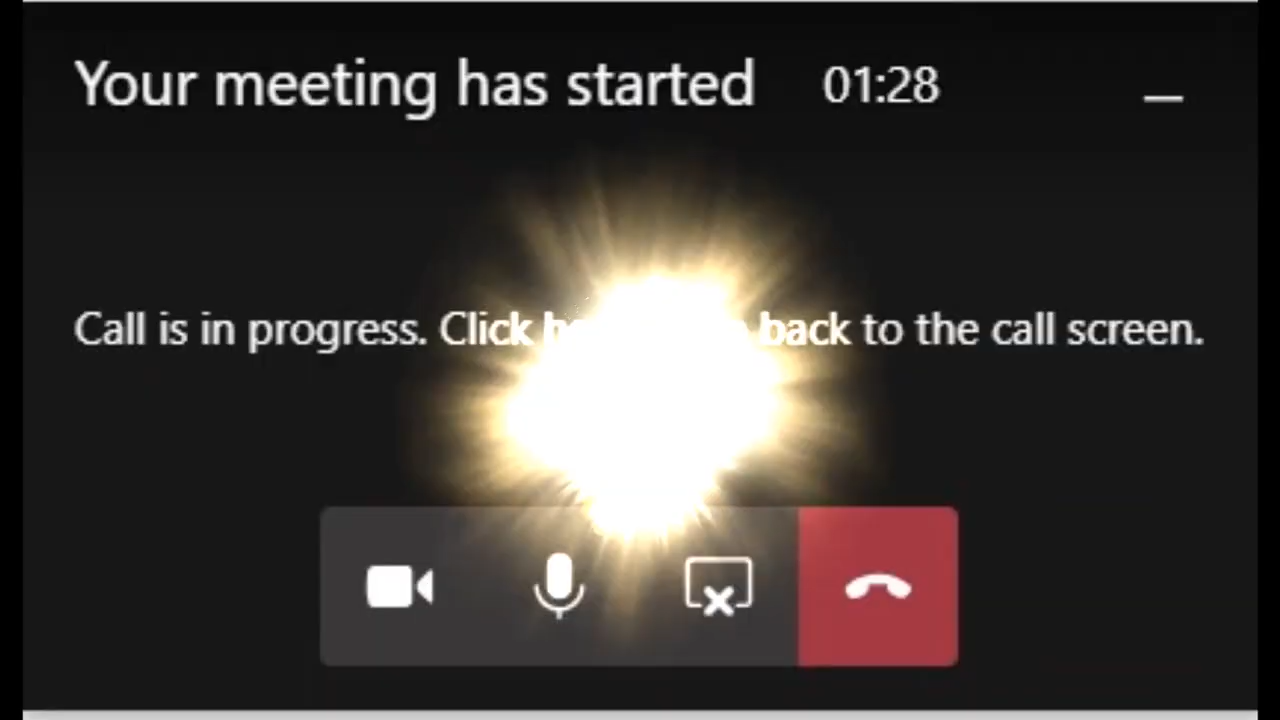 Your meeting has started 01:28
Call is in progress. Click back to the call screen.